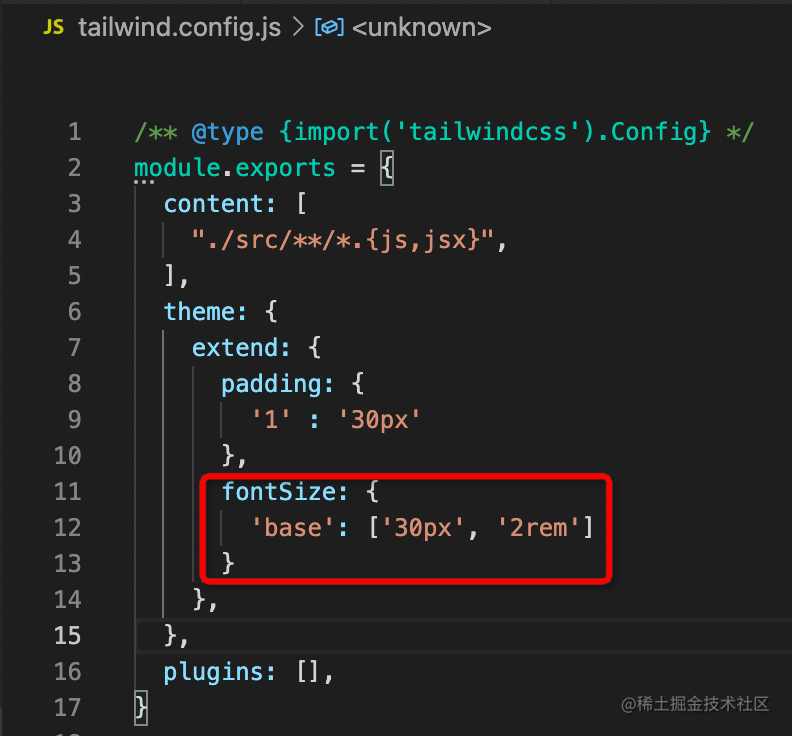 JS tailwind.config.js > <unknown>
1 /** @type {import('tailwindcss').Config} */
2 module.exports = {
3   content: [
4     "./src/**/*.{js,jsx}",
5   ],
6   theme: {
7     extend: {
8       padding: {
9         '1' : '30px'
10       },
11       fontSize: {
12         'base': ['30px', '2rem']
13       }
14     },
15   },
16   plugins: [],
17 }
@稀土掘金技术社区